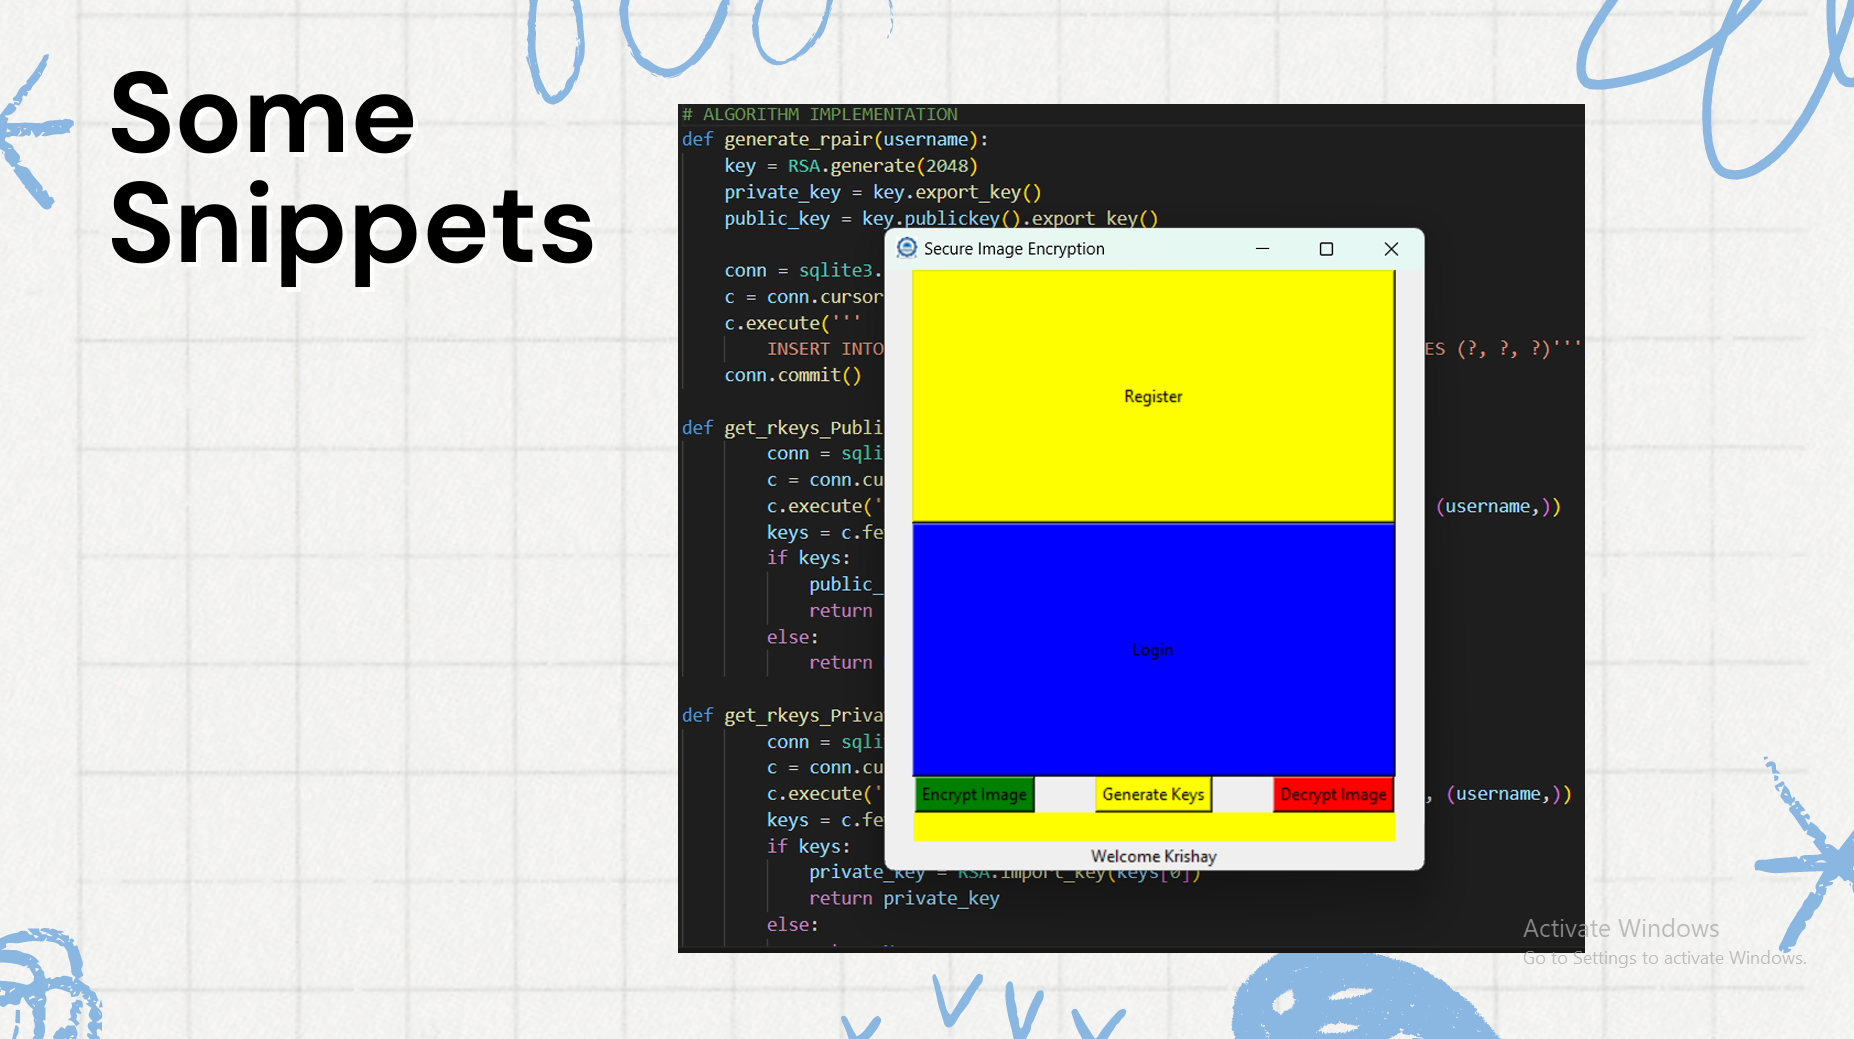 Some
Snippets
# ALGORITHM IMPLEMENTATION
def generate_rpair(username):
key = RSA.generate(2048)
private_key = key.export_key()
public_key = key.publickey().export_key()
conn = sqlite3.
c = conn.cursor
c.execute('''
INSERT INTO ES (?, ?, ?)'''
conn.commit()
def get_rkeys_Publi
conn = sqli
c = conn.cu
c.execute(' (username,))
keys = c.fe
if keys:
public_
return
else:
return
def get_rkeys_Priva
conn = sqli
c = conn.cu
c.execute(' , (username,))
keys = c.fe
if keys:
private_key = RSA.import_key(keys[0])
return private_key
else:
Secure Image Encryption
Register
Login
Encrypt Image Generate Keys Decrypt Image
Welcome Krishay
Activate Windows
Go to Settings to activate Windows.